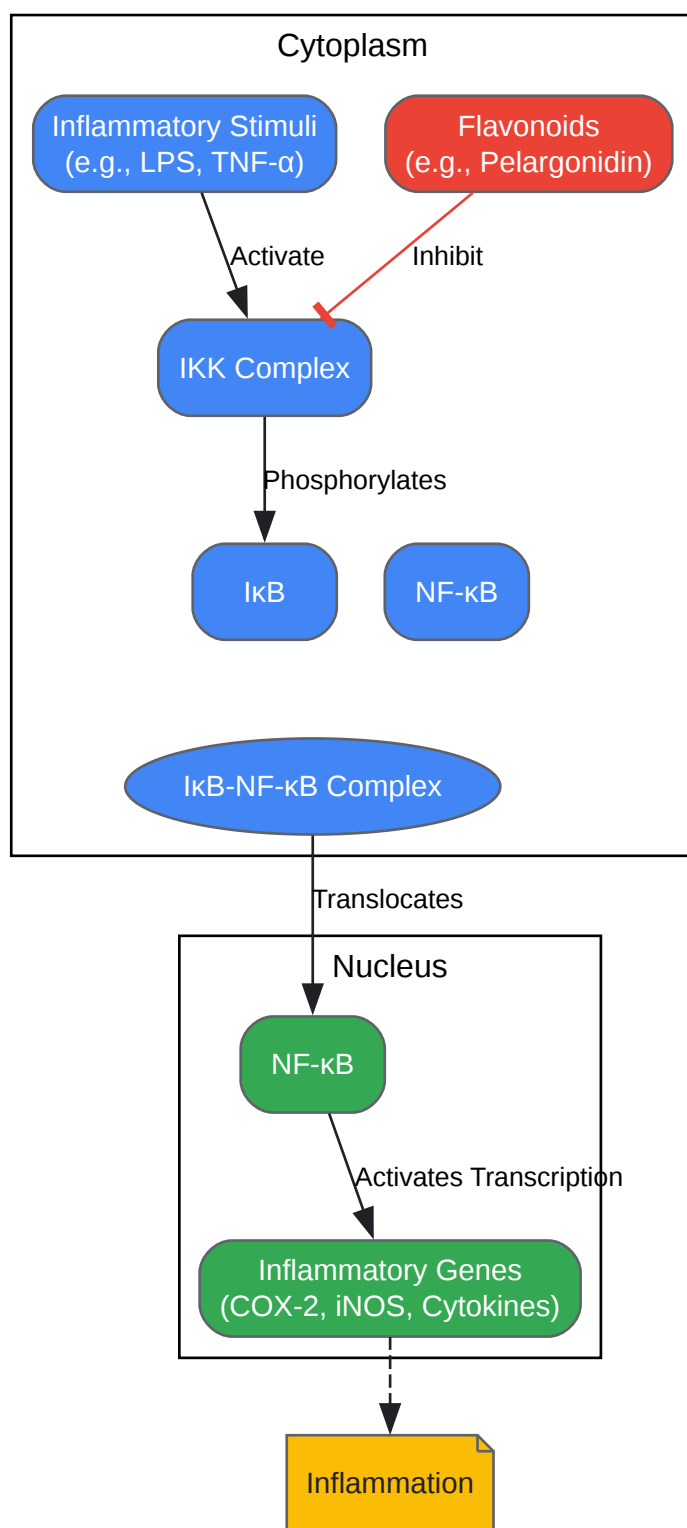 Cytoplasm
Inflammatory Stimuli
(e.g., LPS, TNF-α)
Flavonoids
(e.g., Pelargonidin)
Activate
Inhibit
IKK Complex
Phosphorylates
IκB
NF-κB
IκB-NF-κB Complex
Translocates
Nucleus
NF-κB
Activates Transcription
Inflammatory Genes
(COX-2, iNOS, Cytokines)
Inflammation